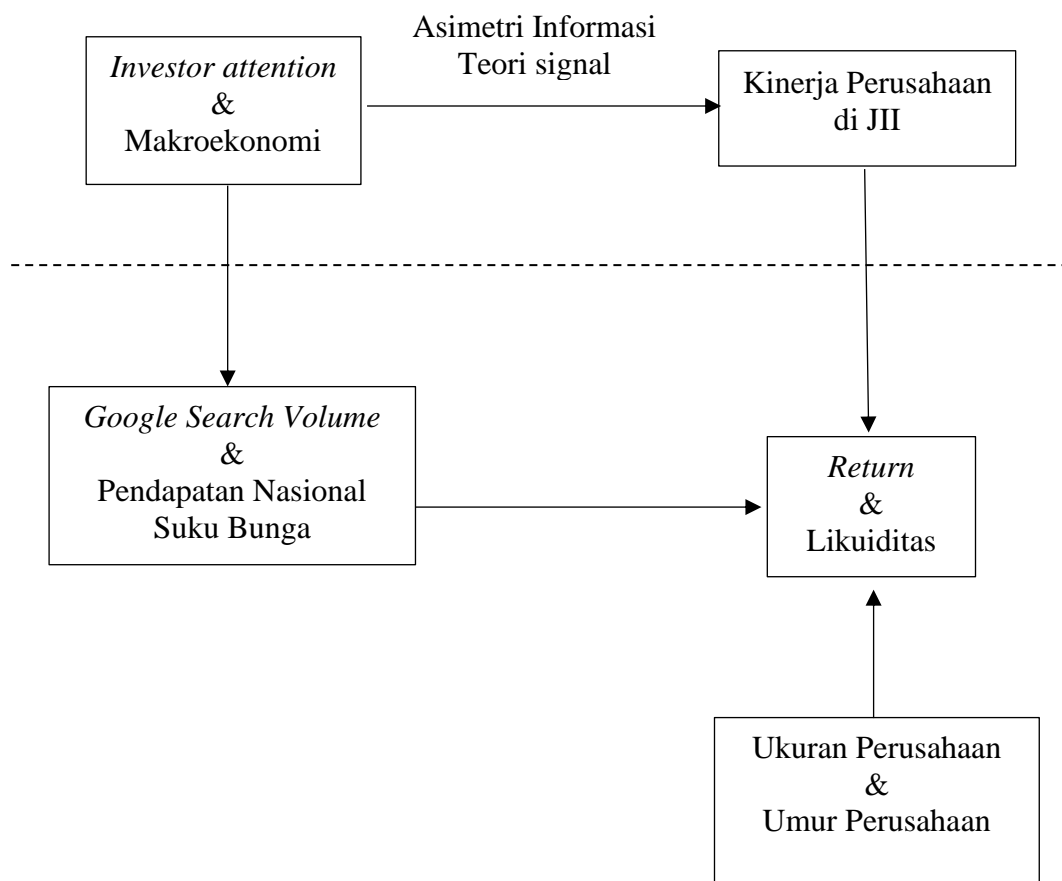 Asimetri Informasi
Teori signal
Investor attention
&
Makroekonomi
Kinerja Perusahaan
di JII
Google Search Volume
&
Pendapatan Nasional
Suku Bunga
Return
&
Likuiditas
Ukuran Perusahaan
&
Umur Perusahaan